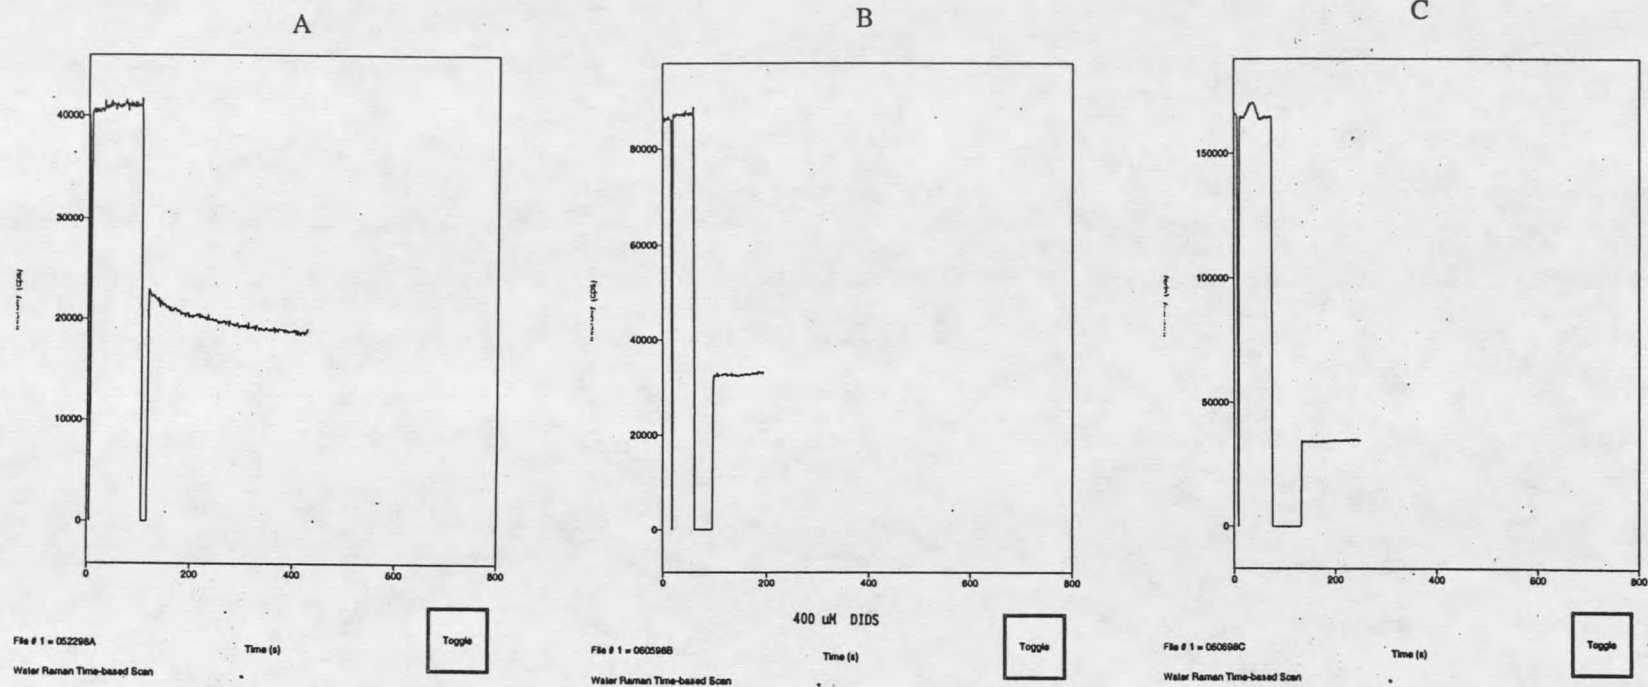 A
40000
30000
20000
10000
0
0 200 400 600 800
File # 1 = 052298A
Time (s)
Toggle
Water Raman Time-based Scan
B
80000
60000
40000
20000
0
0 200 400 600 800
400 uM DIDS
File # 1 = 060598B
Time (s)
Toggle
Water Raman Time-based Scan
C
150000
100000
50000
0
0 200 400 600 800
File # 1 = 060698C
Time (s)
Toggle
Water Raman Time-based Scan